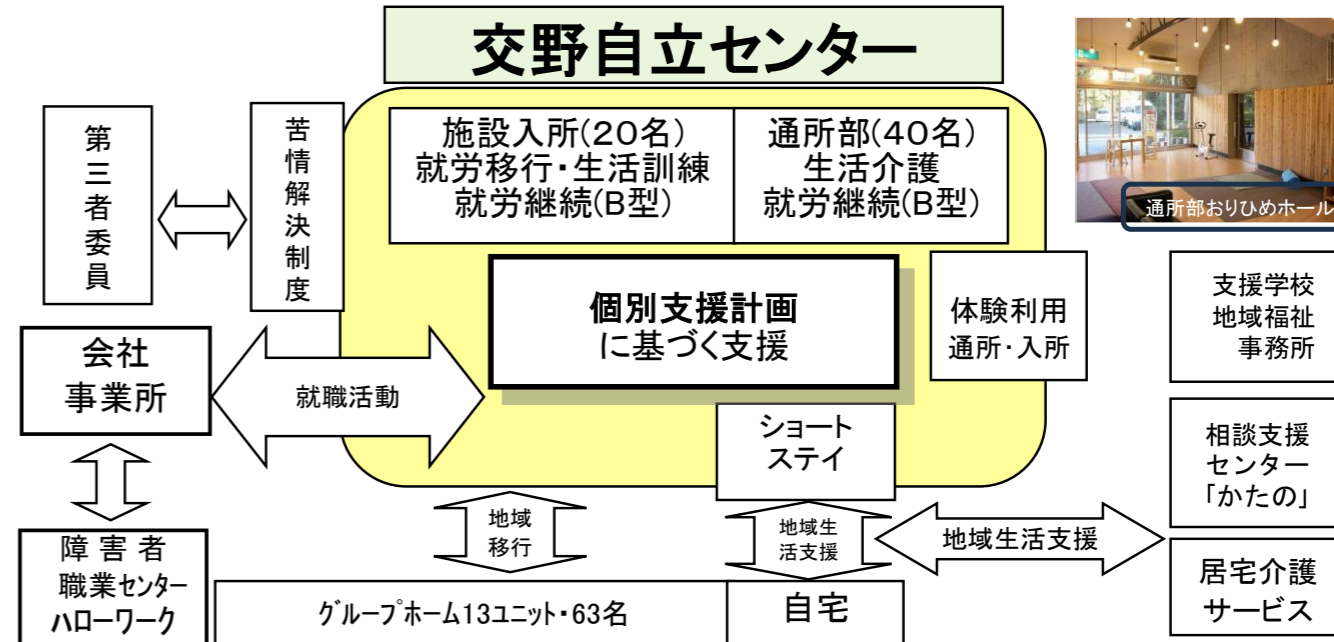 交野自立センター
第三者委員
苦情解決制度
施設入所(20名)
就労移行・生活訓練
就労継続(B型)
通所部(40名)
生活介護
就労継続(B型)
通所部おりひめホール
個別支援計画
に基づく支援
体験利用
通所・入所
支援学校
地域福祉
事務所
会社
事業所
就職活動
ショート
ステイ
相談支援
センター
「かたの」
地域
移行
地域生
活支援
地域生活支援
障害者
職業センター
ハローワーク
グループホーム13ユニット・63名
自宅
居宅介護
サービス